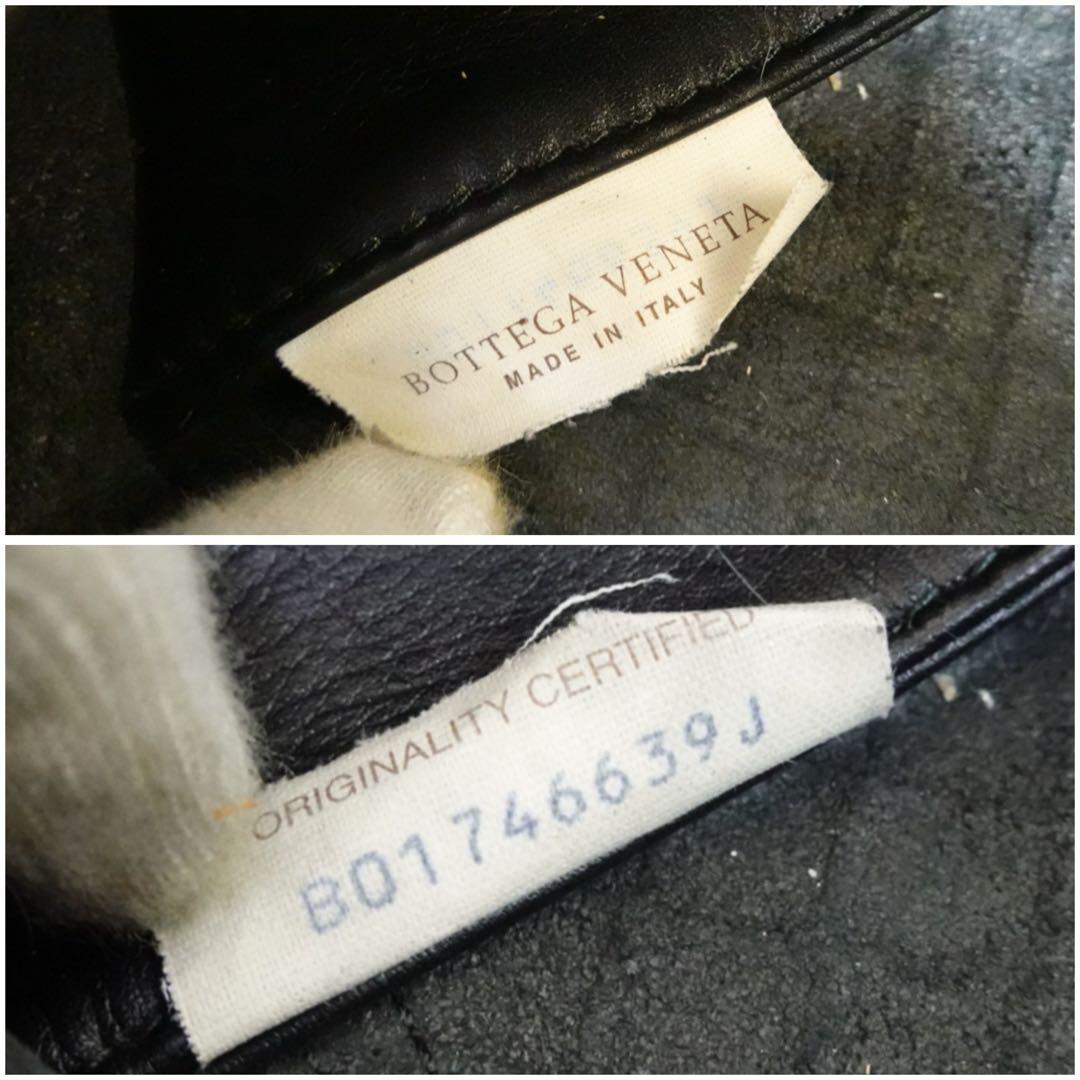 BOTTEGA VENETA
MADE IN ITALY
ORIGINALITY CERTIFIED
B01746639J